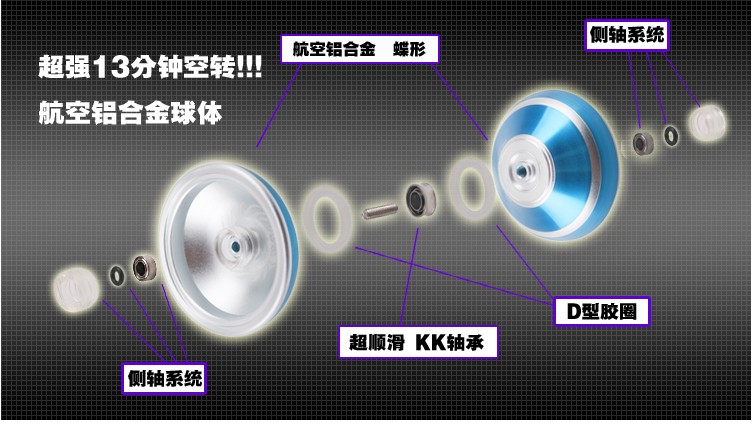 超强13分钟空转!!!
航空铝合金球体
航空铝合金 蝶形
侧轴系统
D型胶圈
超顺滑 KK轴承
侧轴系统